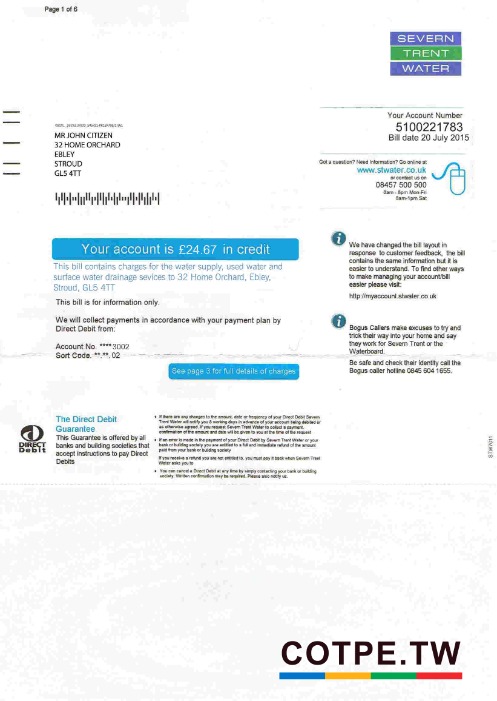 Page 1 of 6
SEVERN
TRENT
WATER
Your Account Number
5100221783
Bill date 20 July 2015
MR JOHN CITIZEN
32 HOME ORCHARD
EBLEY
STROUD
GL5 4TT
Got a question? Need information? Go online at
www.stwater.co.uk
or contact us on
08457 500 500
8am - 8pm Mon-Fri
8am-1pm Sat
Your account is £24.67 in credit
This bill contains charges for the water supply, used water and
surface water drainage sevices to 32 Home Orchard, Ebley,
Stroud, GL5 4TT
This bill is for information only.
We will collect payments in accordance with your payment plan by
Direct Debit from:
Account No. ****3002
Sort Code. **.**. 02
See page 3 for full details of charges
We have changed the bill layout in
response to customer feedback, the bill
contains the same information but it is
easier to understand. To find other ways
to make managing your account/bill
easier please visit:
http://myaccount.stwater.co.uk
Bogus Callers make excuses to try and
trick their way into your home and say
they work for Severn Trent or the
Waterboard.
Be safe and check their identity call the
Bogus caller hotline 0845 604 1655.
DIRECT
Debit
The Direct Debit
Guarantee
This Guarantee is offered by all
banks and building societies that
accept instructions to pay Direct
Debits
• If there are any changes to the amount, date or frequency of your Direct Debit Severn
Trent Water will notify you 5 working days in advance of your account being debited or
as otherwise agreed. If you request Severn Trent Water to collect a payment,
confirmation of the amount and date will be given to you at the time of the request
• If an error is made in the payment of your Direct Debit by Severn Trent Water or your
bank or building society you are entitled to a full and immediate refund of the amount
paid from your bank or building society
If you receive a refund you are not entitled to, you must pay it back when Severn Trent
Water asks you to
• You can cancel a Direct Debit at any time by simply contacting your bank or building
society. Written confirmation may be required. Please also notify us.
COTPE.TW